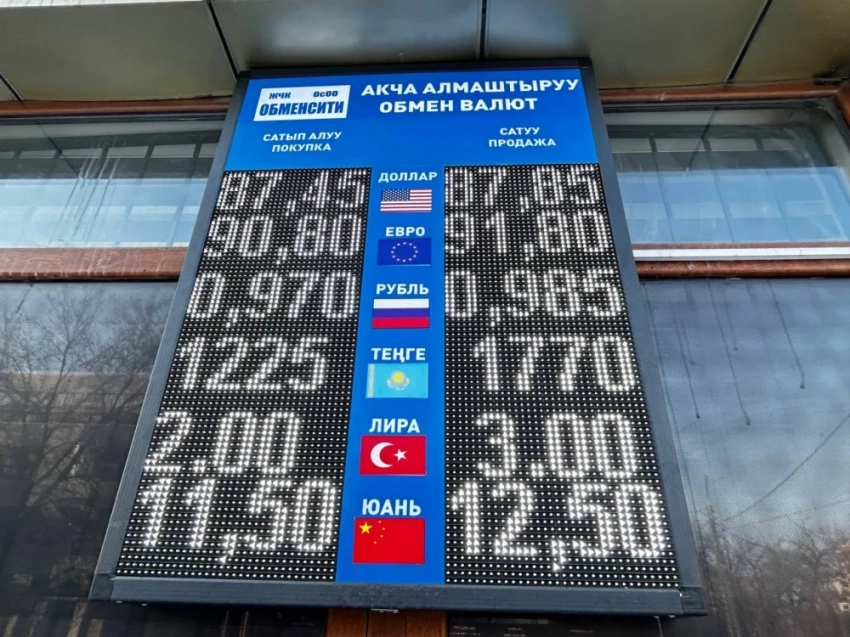 ЖЧК ОсОО
ОБМЕНСИТИ
АКЧА АЛМАШТЫРУУ
ОБМЕН ВАЛЮТ
САТЫП АЛУУ
ПОКУПКА
САТУУ
ПРОДАЖА
87,45 ДОЛЛАР 87,85
90,80 ЕВРО 91,80
0,970 РУБЛЬ 0,985
1225 ТЕҢГЕ 1770
2.00 ЛИРА 3.00
11,50 ЮАНЬ 12,50